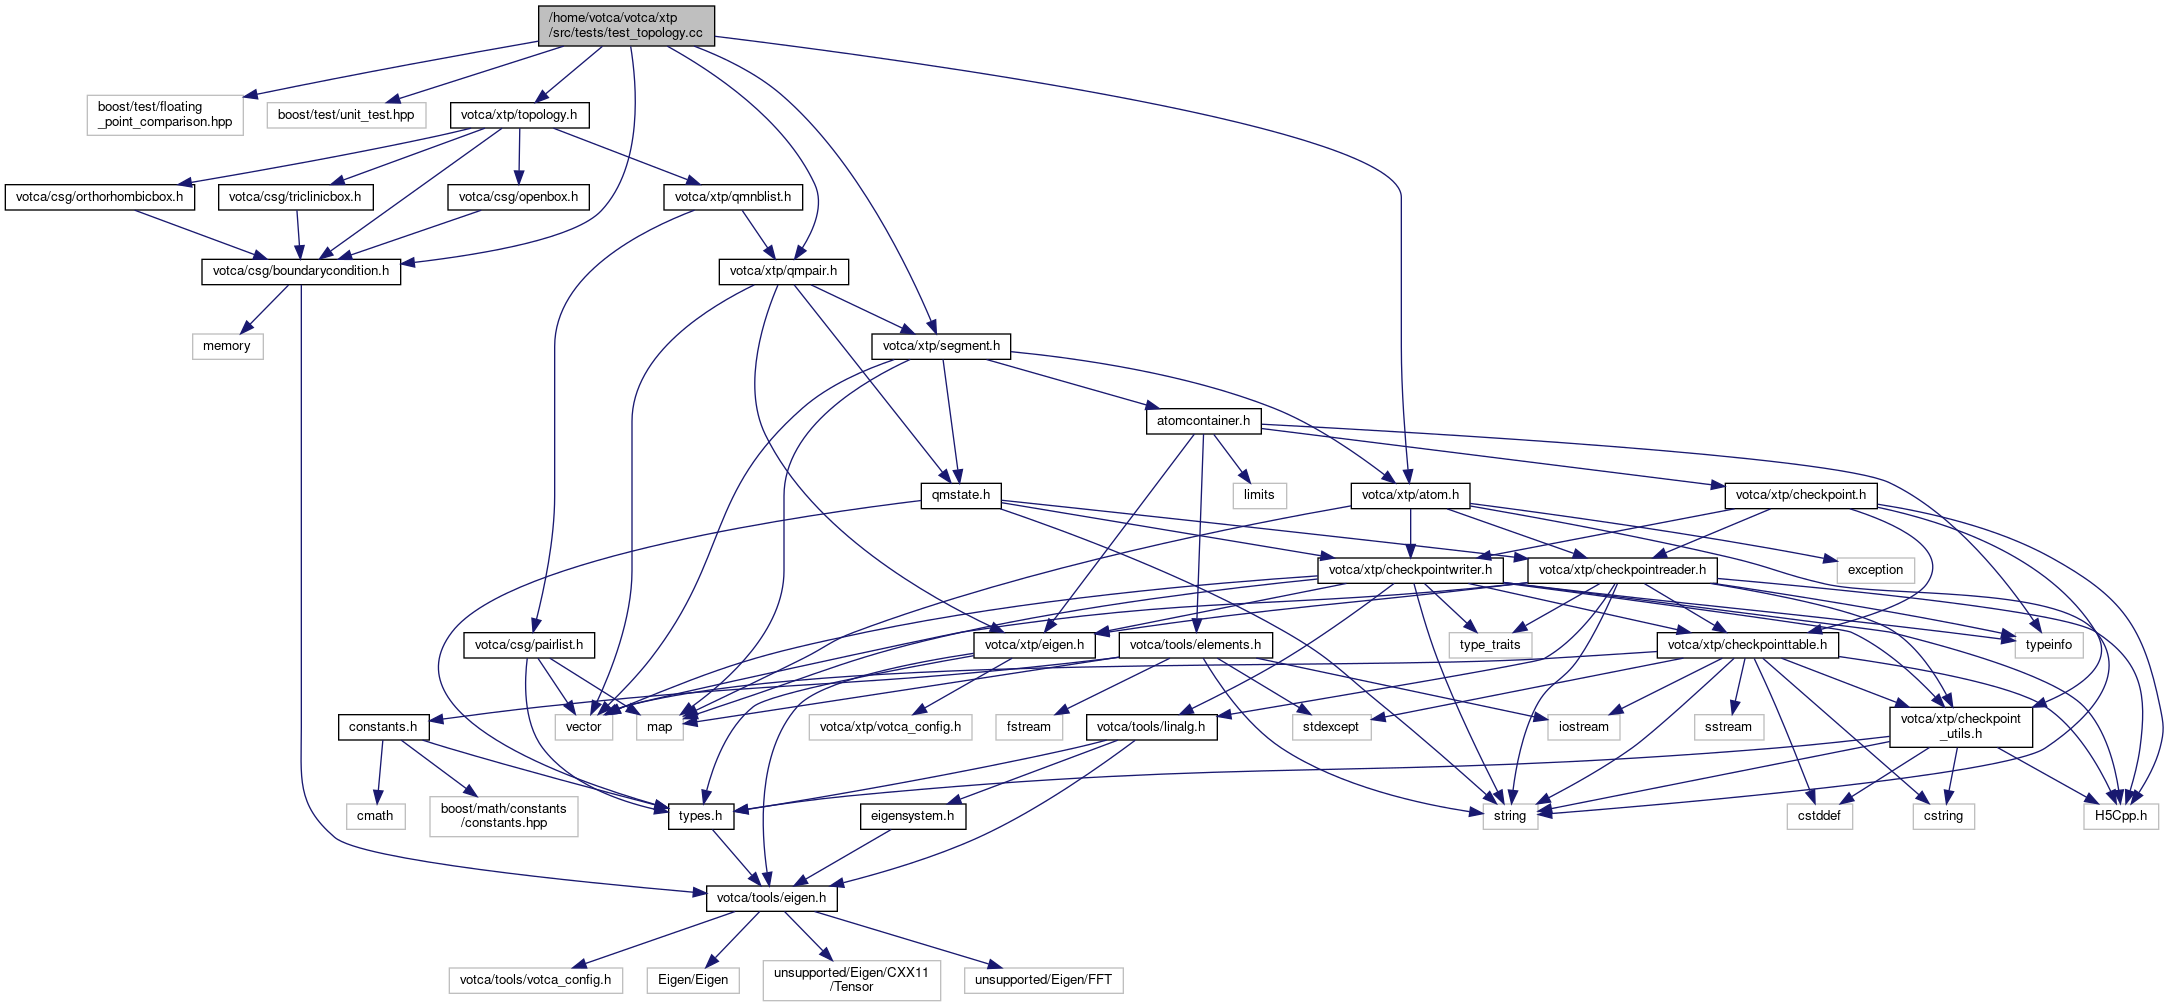 /home/votca/votca/xtp
/src/tests/test_topology.cc
boost/test/floating
_point_comparison.hpp
boost/test/unit_test.hpp
votca/xtp/topology.h
votca/csg/orthorhombicbox.h
votca/csg/triclinicbox.h
votca/csg/openbox.h
votca/xtp/qmnblist.h
votca/csg/boundarycondition.h
votca/xtp/qmpair.h
memory
votca/xtp/segment.h
atomcontainer.h
qmstate.h
limits
votca/xtp/atom.h
votca/xtp/checkpoint.h
votca/xtp/checkpointwriter.h
votca/xtp/checkpointreader.h
exception
votca/csg/pairlist.h
votca/xtp/eigen.h
votca/tools/elements.h
type_traits
votca/xtp/checkpointtable.h
typeinfo
constants.h
vector
map
votca/xtp/votca_config.h
fstream
votca/tools/linalg.h
stdexcept
iostream
sstream
votca/xtp/checkpoint
_utils.h
cmath
boost/math/constants
/constants.hpp
types.h
eigensystem.h
string
cstddef
cstring
H5Cpp.h
votca/tools/eigen.h
votca/tools/votca_config.h
Eigen/Eigen
unsupported/Eigen/CXX11
/Tensor
unsupported/Eigen/FFT